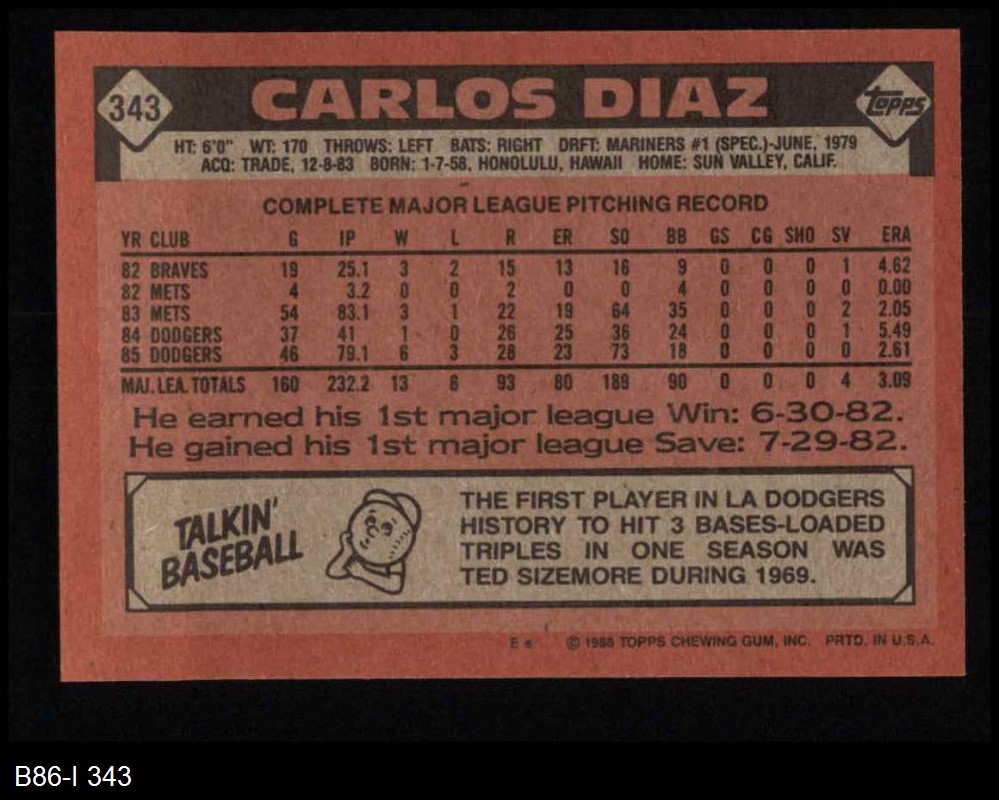 343
CARLOS DIAZ
topps
HT: 6'0" WT: 170 THROWS: LEFT BATS: RIGHT DRFT: MARINERS #1 (SPEC.)-JUNE, 1979
ACQ: TRADE, 12-8-83 BORN: 1-7-58, HONOLULU, HAWAII HOME: SUN VALLEY, CALIF.
COMPLETE MAJOR LEAGUE PITCHING RECORD
YR CLUB G IP W L R ER SO BB GS CG SHO SV ERA
82 BRAVES 19 25.1 3 2 15 13 16 9 0 0 0 1 4.62
82 METS 4 3.2 0 0 2 0 0 4 0 0 0 0 0.00
83 METS 54 83.1 3 1 22 19 64 35 0 0 0 2 2.05
84 DODGERS 37 41 1 0 26 25 36 24 0 0 0 1 5.49
85 DODGERS 46 79.1 6 3 28 23 73 18 0 0 0 0 2.61
MAJ. LEA. TOTALS 160 232.2 13 6 93 80 189 90 0 0 0 4 3.09
He earned his 1st major league Win: 6-30-82.
He gained his 1st major league Save: 7-29-82.
TALKIN'
BASEBALL
THE FIRST PLAYER IN LA DODGERS
HISTORY TO HIT 3 BASES-LOADED
TRIPLES IN ONE SEASON WAS
TED SIZEMORE DURING 1969.
E * © 1986 TOPPS CHEWING GUM, INC. PRTD. IN U.S.A.
B86-I 343